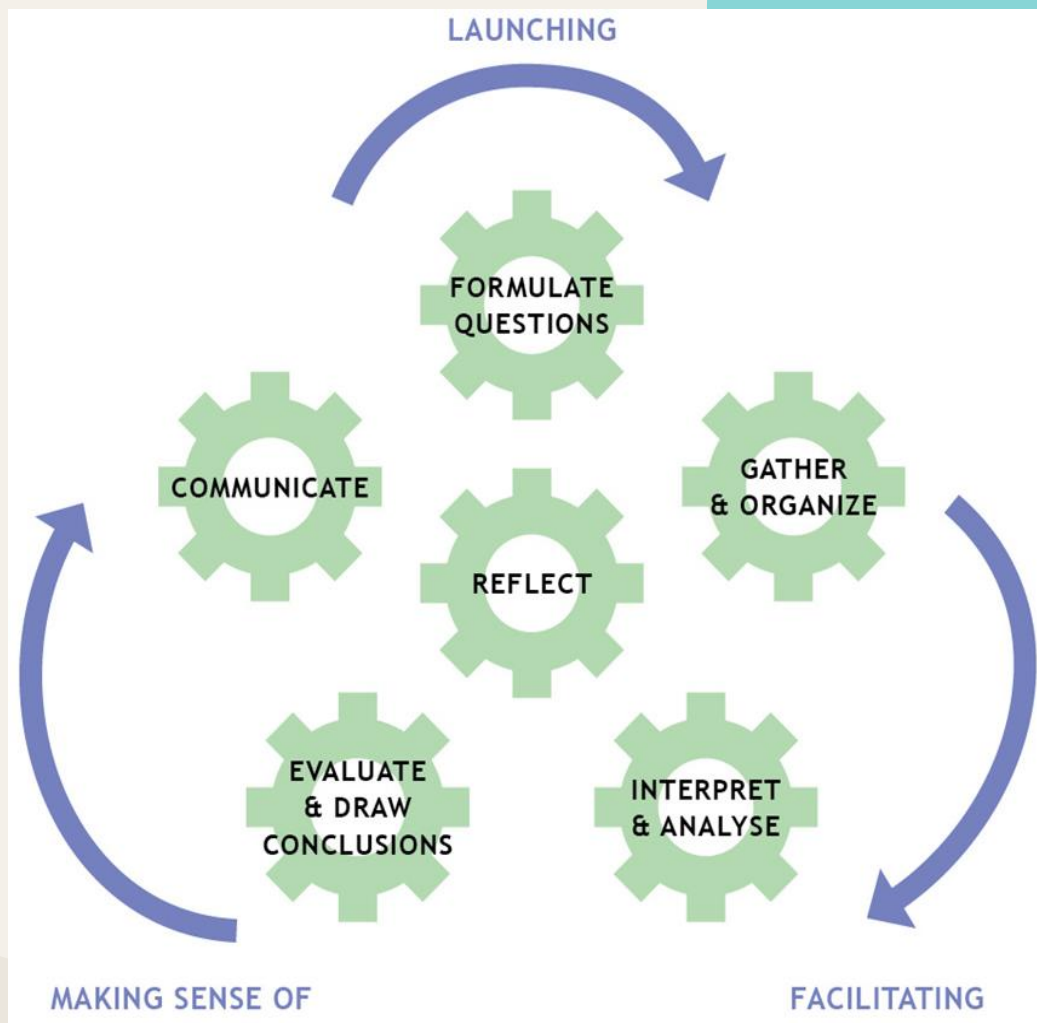 LAUNCHING
FORMULATE
QUESTIONS
COMMUNICATE
GATHER
& ORGANIZE
REFLECT
EVALUATE
& DRAW
CONCLUSIONS
INTERPRET
& ANALYSE
MAKING SENSE OF
FACILITATING